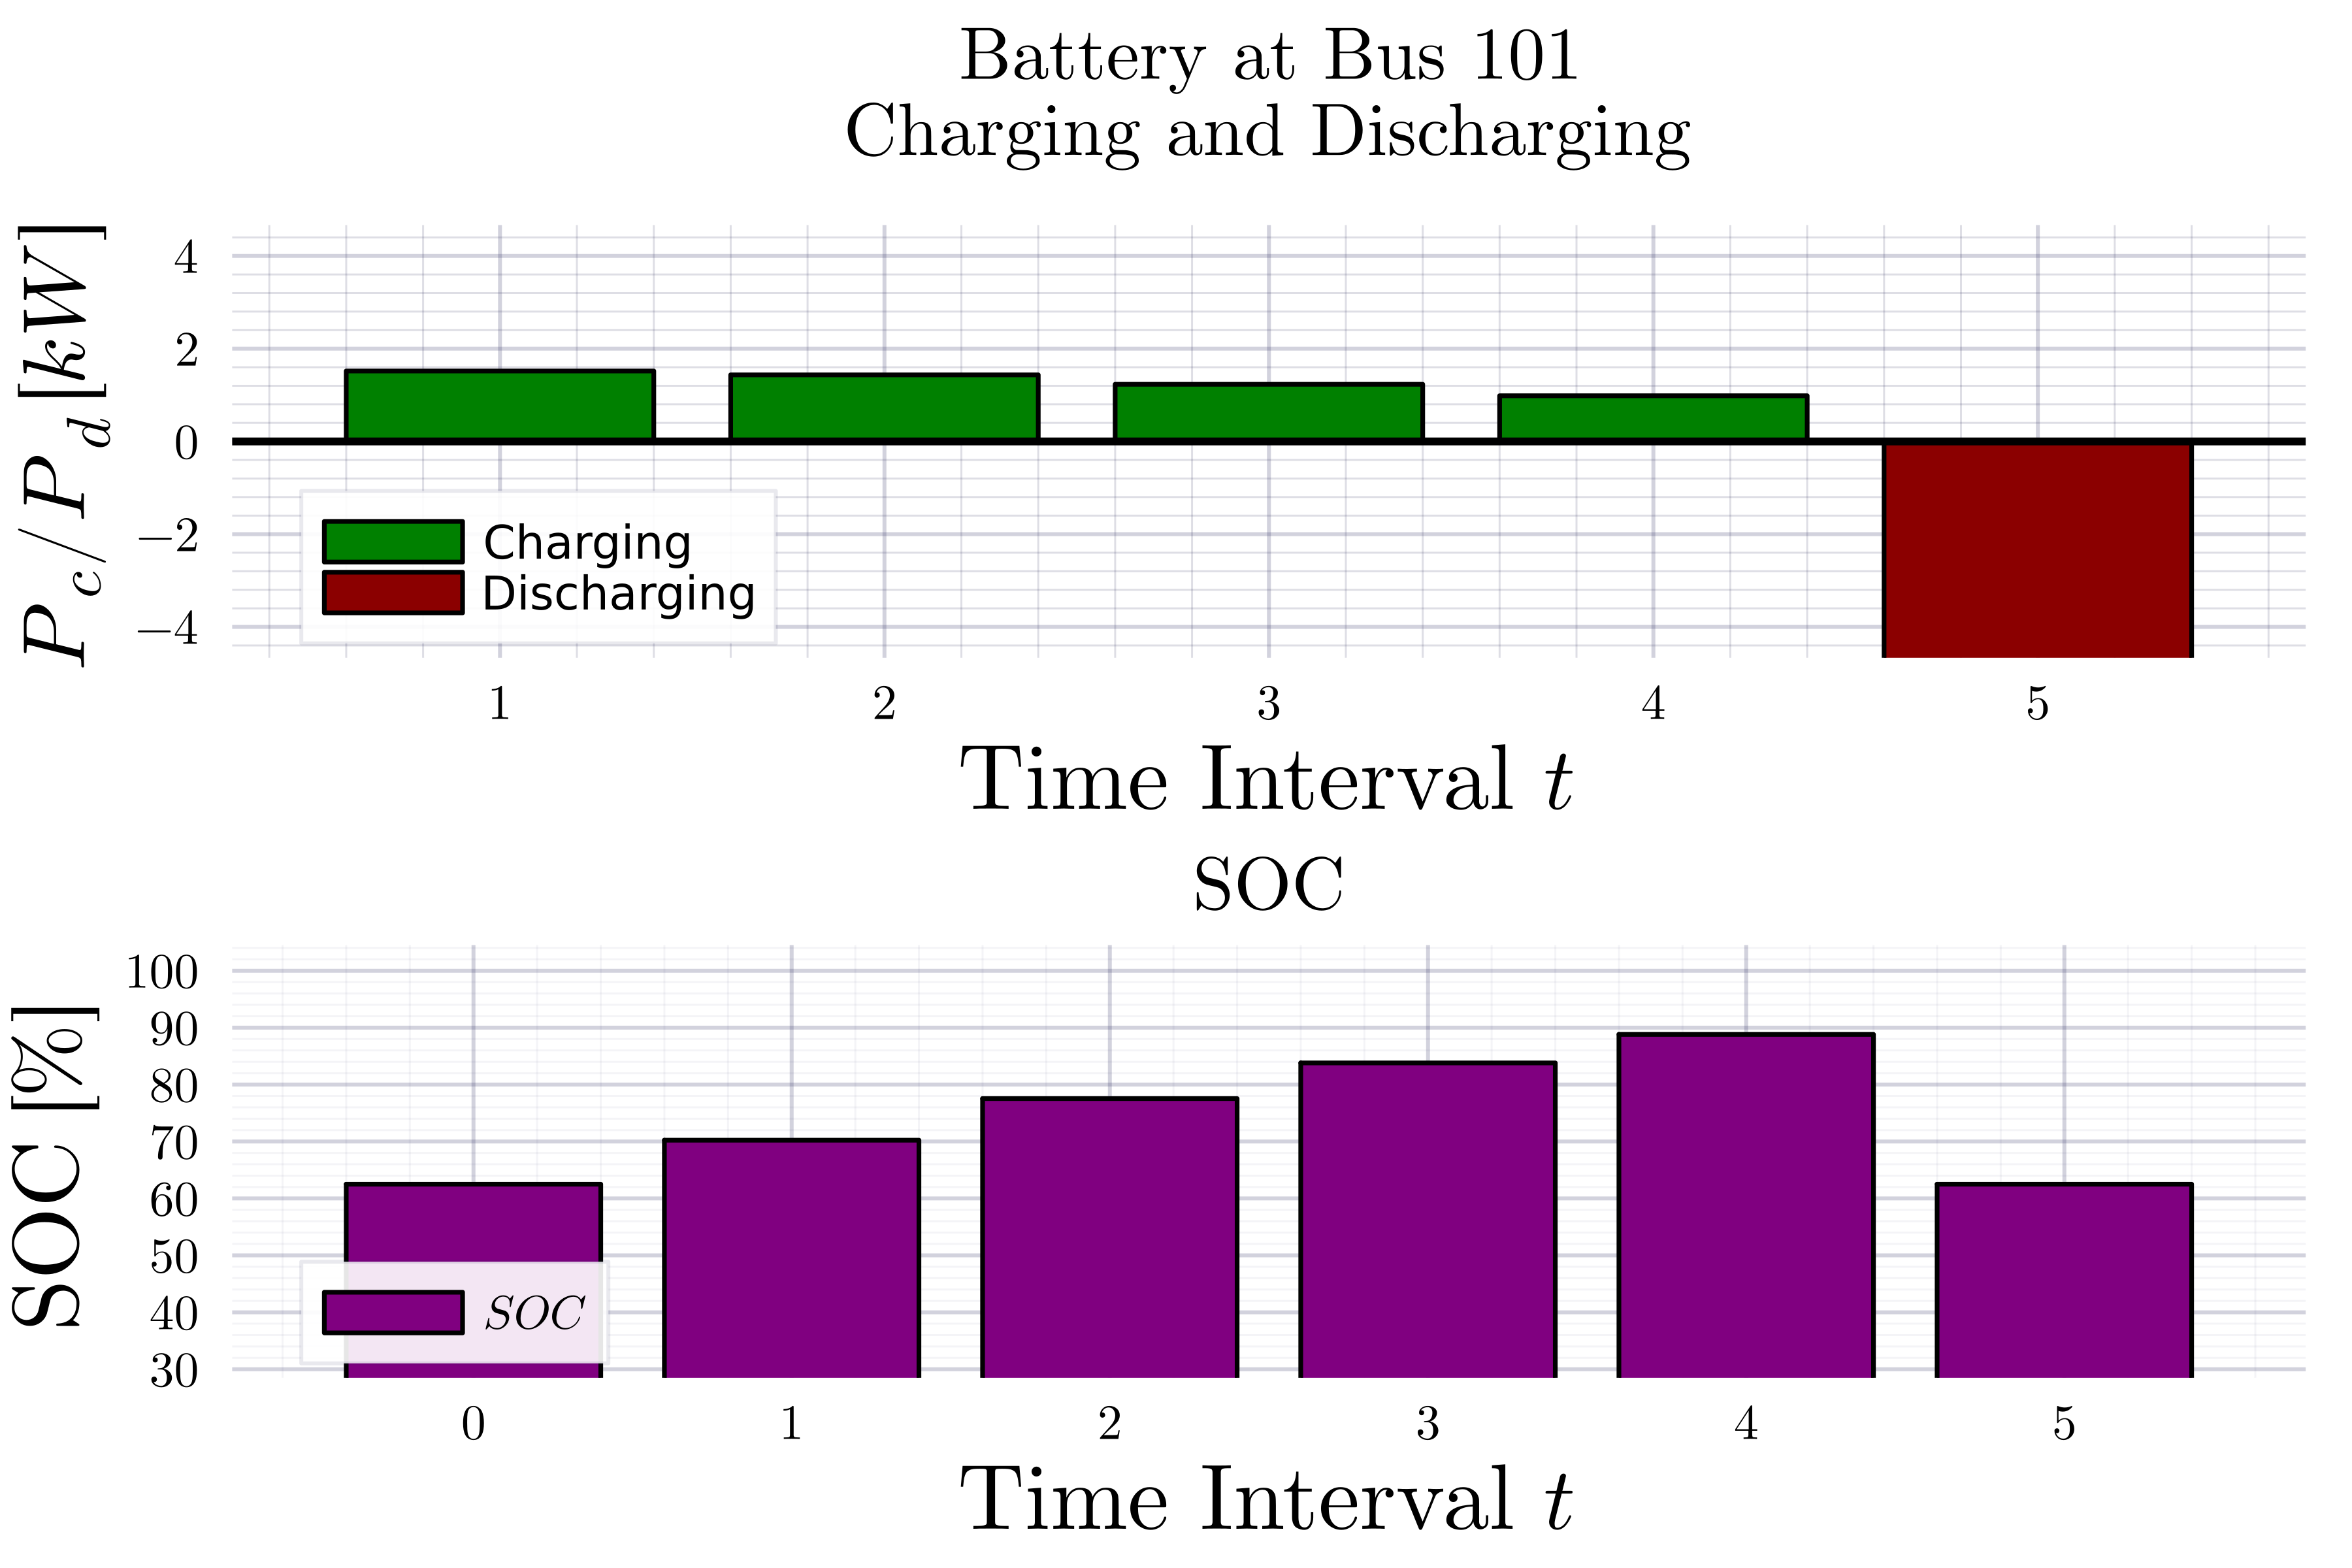 Battery at Bus 101
Charging and Discharging
P_c/P_d [kW]
4
2
0
−2
−4
Charging
Discharging
1 2 3 4 5
Time Interval t
SOC
SOC [%]
100
90
80
70
60
50
40
30
SOC
0 1 2 3 4 5
Time Interval t